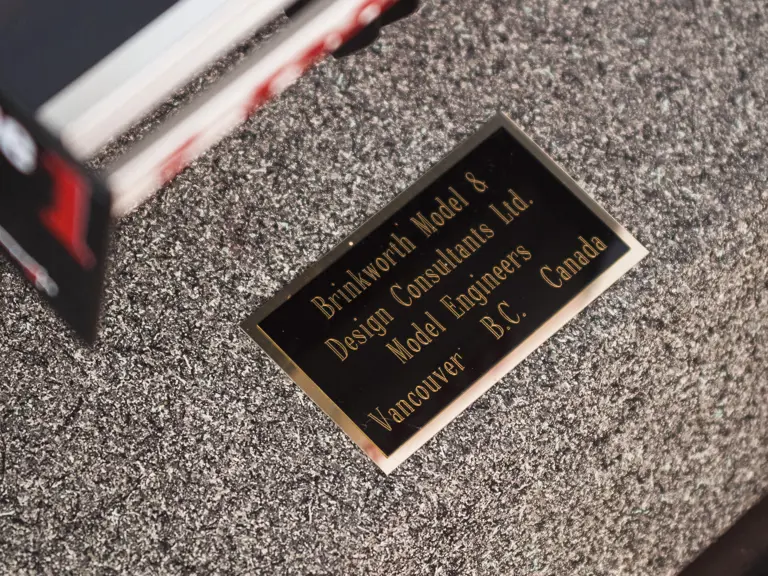 Brinkworth Model &
Design Consultants Ltd.
Model Engineers
Vancouver B.C. Canada